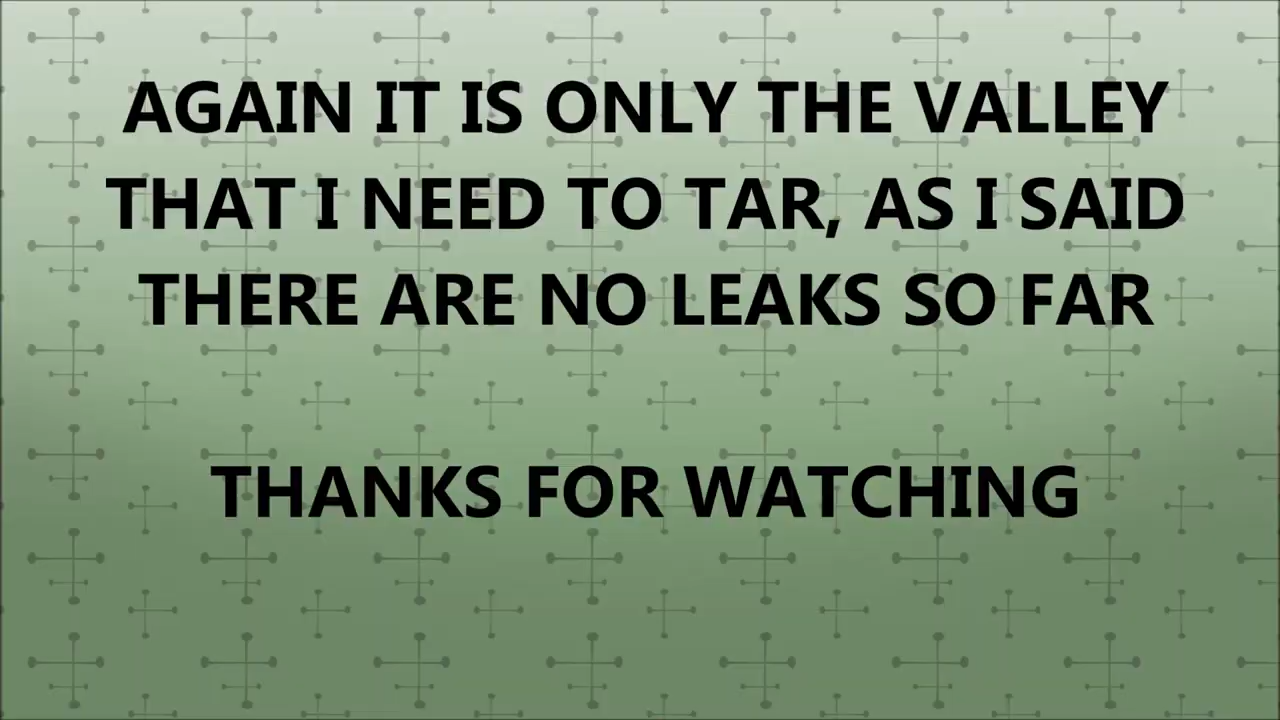 AGAIN IT IS ONLY THE VALLEY
THAT I NEED TO TAR, AS I SAID
THERE ARE NO LEAKS SO FAR
THANKS FOR WATCHING